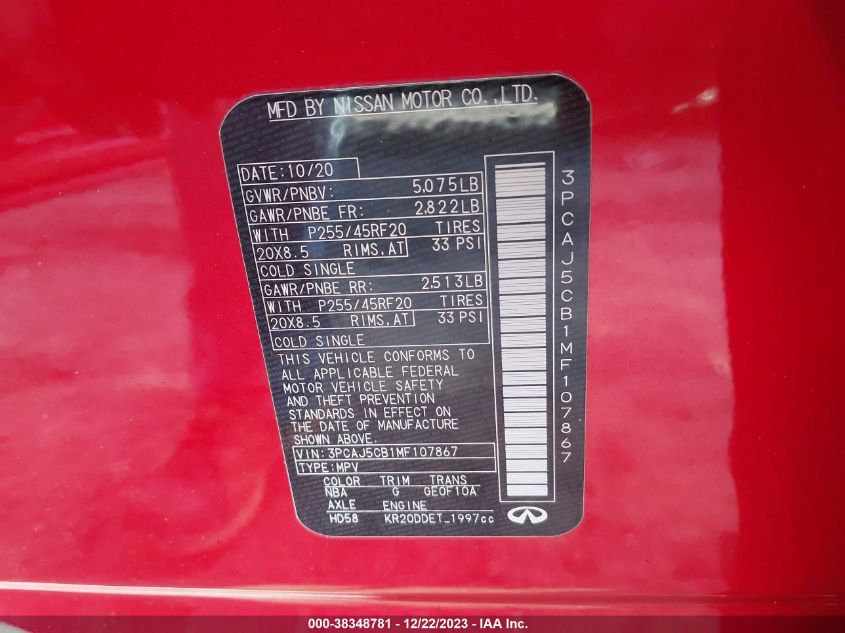 MFD BY NISSAN MOTOR CO.,LTD.
DATE:10/20
GVWR/PNBV: 5,075LB
GAWR/PNBE FR: 2,822LB
WITH P255/45RF20 TIRES
20X8.5 RIMS.AT 33 PSI
COLD SINGLE
GAWR/PNBE RR: 2,513LB
WITH P255/45RF20 TIRES
20X8.5 RIMS.AT 33 PSI
COLD SINGLE
THIS VEHICLE CONFORMS TO
ALL APPLICABLE FEDERAL
MOTOR VEHICLE SAFETY
AND THEFT PREVENTION
STANDARDS IN EFFECT ON
THE DATE OF MANUFACTURE
SHOWN ABOVE.
VIN:3PCAJ5CB1MF107867
TYPE:MPV
COLOR TRIM TRANS
NBA G GE0F10A
AXLE ENGINE
HD58 KR20DDET_1997cc
3PCAJ5CB1MF107867
000-38348781 - 12/22/2023 - IAA Inc.